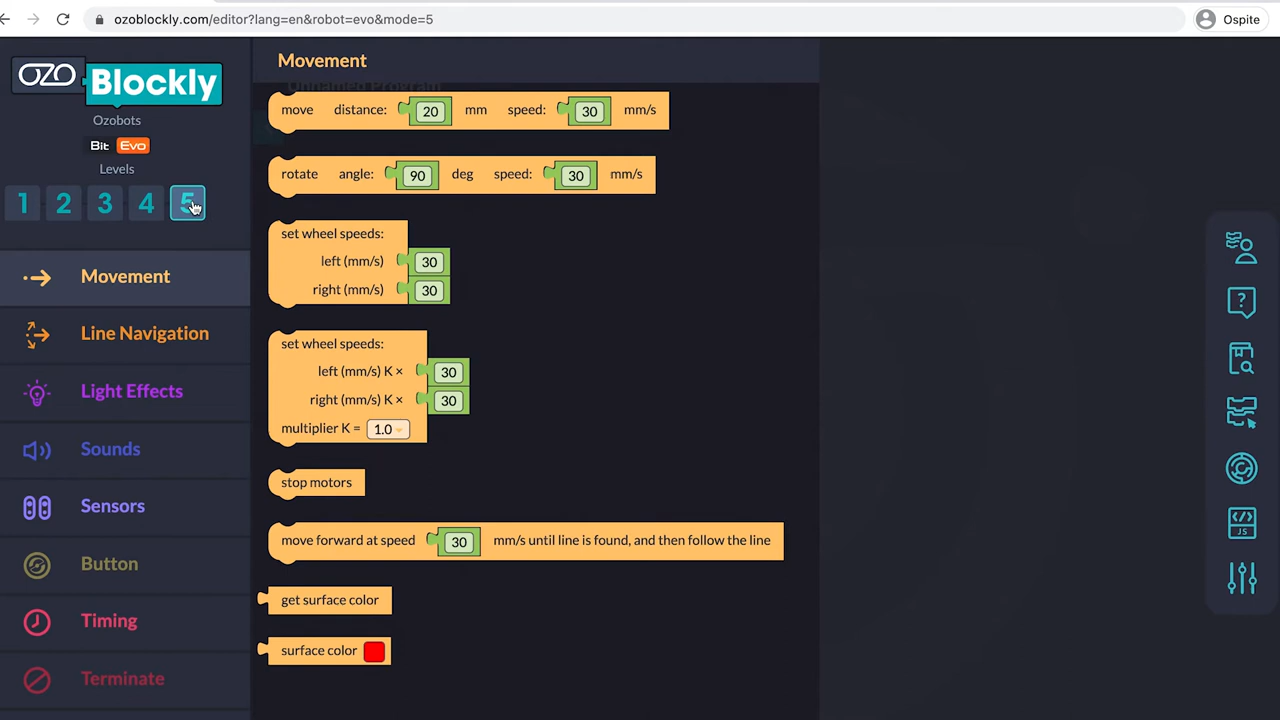 ozoblockly.com/editor?lang=en&robot=evo&mode=5
Ospite
OZO
Blockly
Ozobots
Bit Evo
Levels
1 2 3 4 5
Movement
Line Navigation
Light Effects
Sounds
Sensors
Button
Timing
Terminate
Movement
Unnamed Program
move distance: 20 mm speed: 30 mm/s
rotate angle: 90 deg speed: 30 mm/s
set wheel speeds:
left (mm/s) 30
right (mm/s) 30
set wheel speeds:
left (mm/s) K × 30
right (mm/s) K × 30
multiplier K = 1.0
stop motors
move forward at speed 30 mm/s until line is found, and then follow the line
get surface color
surface color
?
</>
JS